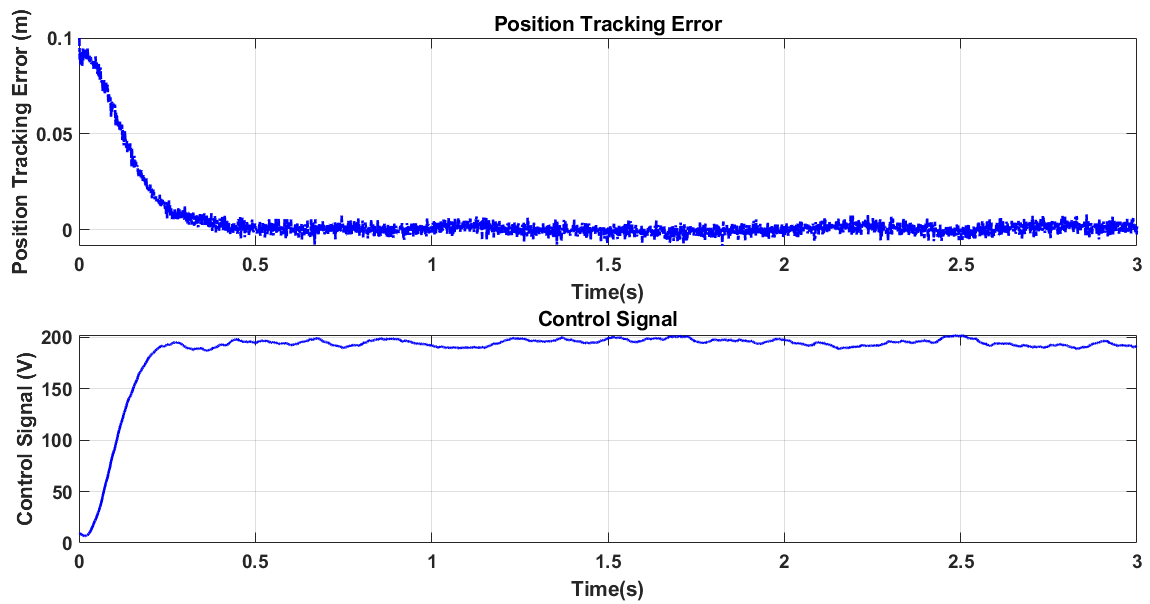 Position Tracking Error
Position Tracking Error (m)
0.1
0.05
0
0 0.5 1 1.5 2 2.5 3
Time(s)
Control Signal
Control Signal (V)
200
150
100
50
0
0 0.5 1 1.5 2 2.5 3
Time(s)